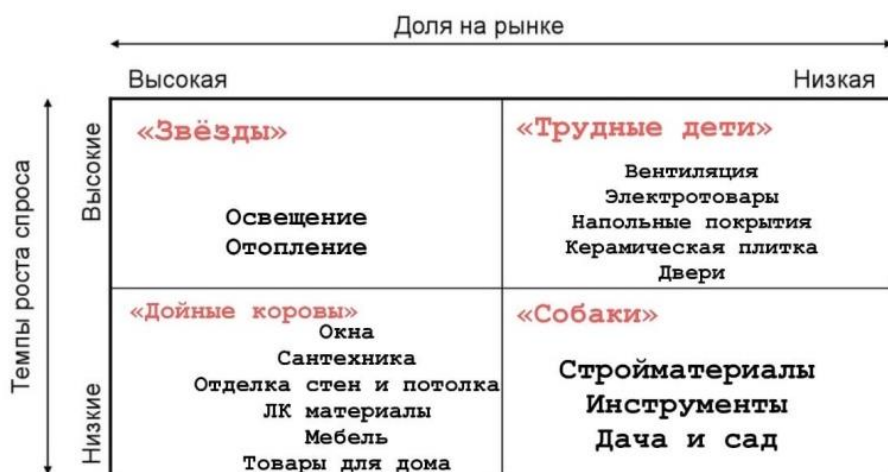 Доля на рынке
Высокая
Низкая
Темпы роста спроса
Высокие
«Звёзды»
Освещение
Отопление
«Трудные дети»
Вентиляция
Электротовары
Напольные покрытия
Керамическая плитка
Двери
Низкие
«Дойные коровы»
Окна
Сантехника
Отделка стен и потолка
ЛК материалы
Мебель
Товары для дома
«Собаки»
Стройматериалы
Инструменты
Дача и сад